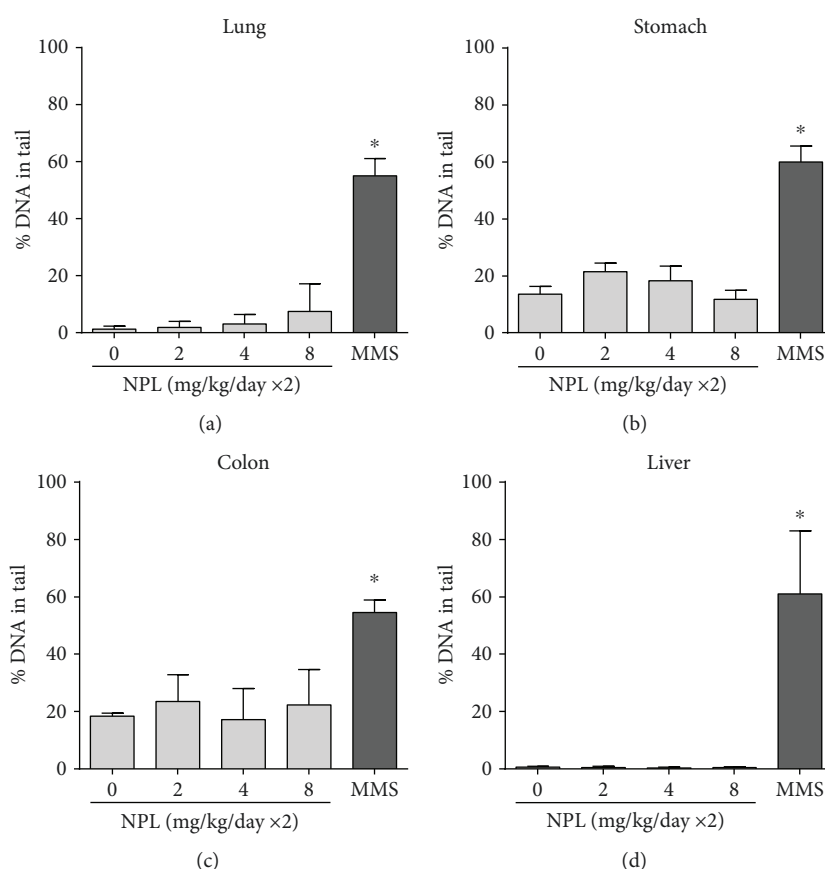 Lung
100
80
60
40
20
0
% DNA in tail
*
0 2 4 8 MMS
NPL (mg/kg/day ×2)
(a)
Stomach
100
80
60
40
20
0
% DNA in tail
*
0 2 4 8 MMS
NPL (mg/kg/day ×2)
(b)
Colon
100
80
60
40
20
0
% DNA in tail
*
0 2 4 8 MMS
NPL (mg/kg/day ×2)
(c)
Liver
100
80
60
40
20
0
% DNA in tail
*
0 2 4 8 MMS
NPL (mg/kg/day ×2)
(d)